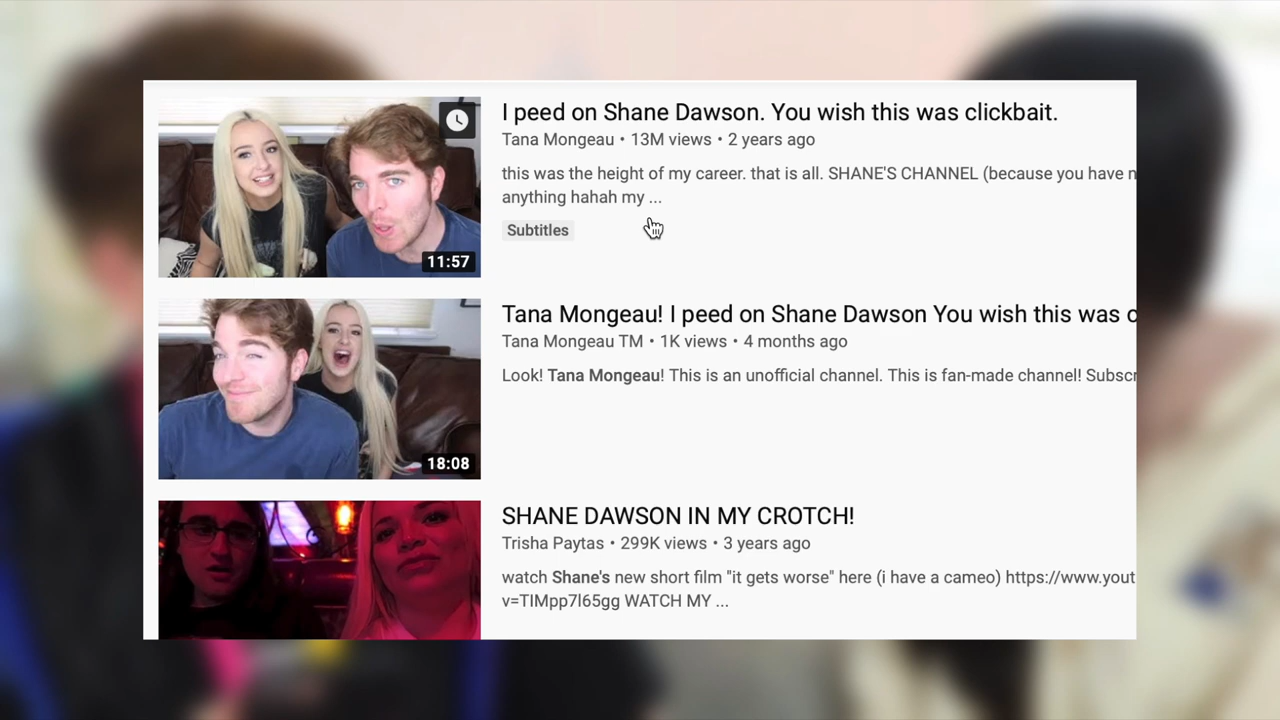 I peed on Shane Dawson. You wish this was clickbait.
Tana Mongeau • 13M views • 2 years ago
this was the height of my career. that is all. SHANE'S CHANNEL (because you have n
anything hahah my ...
Subtitles
11:57
Tana Mongeau! I peed on Shane Dawson You wish this was c
Tana Mongeau TM • 1K views • 4 months ago
Look! Tana Mongeau! This is an unofficial channel. This is fan-made channel! Subscr
18:08
SHANE DAWSON IN MY CROTCH!
Trisha Paytas • 299K views • 3 years ago
watch Shane's new short film "it gets worse" here (i have a cameo) https://www.yout
v=TIMpp7l65gg WATCH MY ...